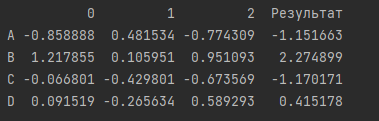 0 1 2 Результат
A -0.858888 0.481534 -0.774309 -1.151663
B 1.217855 0.105951 0.951093 2.274899
C -0.066801 -0.429801 -0.673569 -1.170171
D 0.091519 -0.265634 0.589293 0.415178